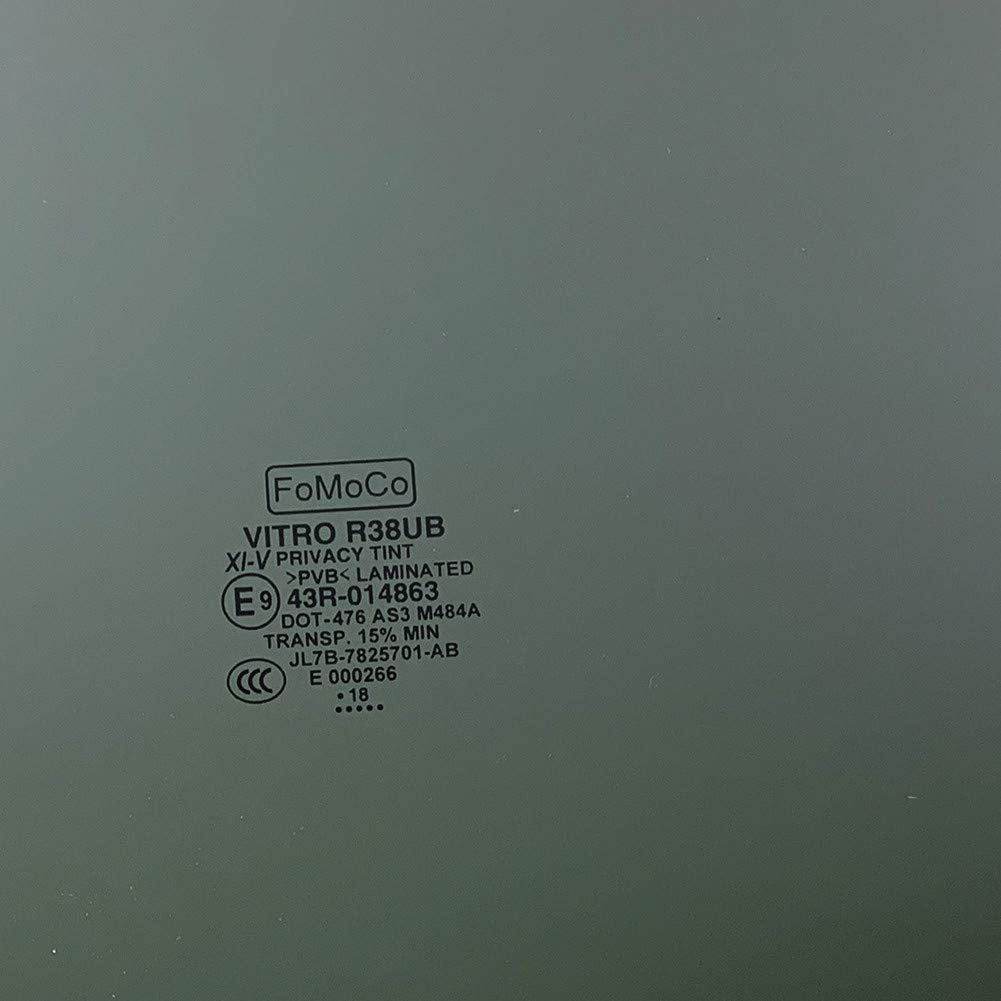 FoMoCo
VITRO R38UB
XI-V PRIVACY TINT
>PVB< LAMINATED
E9 43R-014863
DOT-476 AS3 M484A
TRANSP. 15% MIN
JL7B-7825701-AB
CCC E 000266
•18
•••••